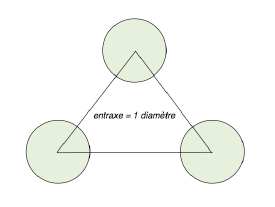 entraxe = 1 diamètre